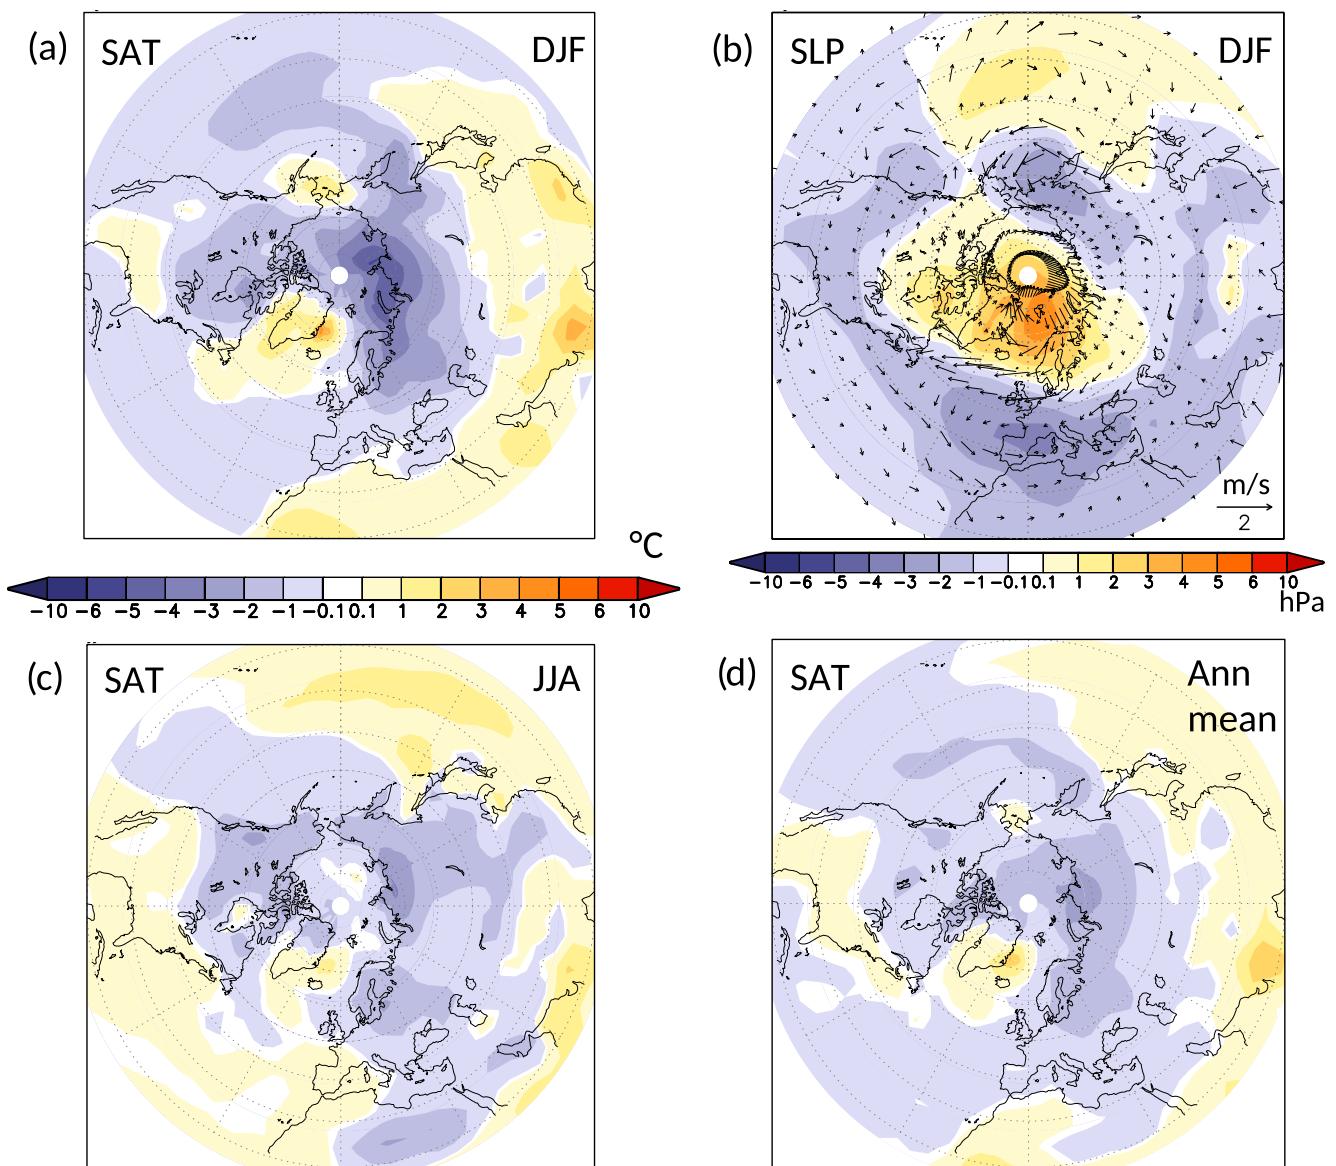 (a) SAT DJF
(b) SLP DJF
m/s
2
°C
-10 -6 -5 -4 -3 -2 -1 -0.1 0.1 1 2 3 4 5 6 10
-10 -6 -5 -4 -3 -2 -1 -0.1 0.1 1 2 3 4 5 6 10
hPa
(c) SAT JJA
(d) SAT Ann
mean